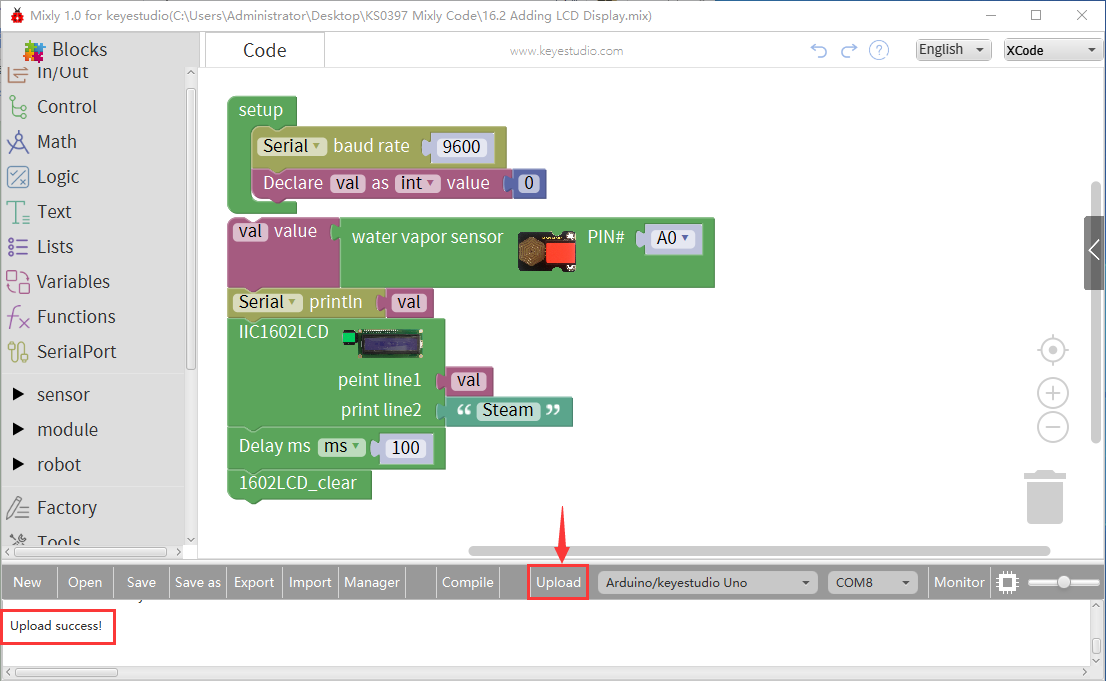 Mixly 1.0 for keyestudio(C:\Users\Administrator\Desktop\KS0397 Mixly Code\16.2 Adding LCD Display.mix)
Blocks
Code
www.keyestudio.com
?
English
XCode
In/Out
Control
Math
Logic
Text
Lists
Variables
Functions
SerialPort
sensor
module
robot
Factory
Tools
setup
Serial baud rate 9600
Declare val as int value 0
val value water vapor sensor PIN# A0
Serial println val
IIC1602LCD
peint line1 val
print line2 “ Steam ”
Delay ms ms 100
1602LCD_clear
New Open Save Save as Export Import Manager Compile Upload Arduino/keyestudio Uno COM8 Monitor
Upload success!